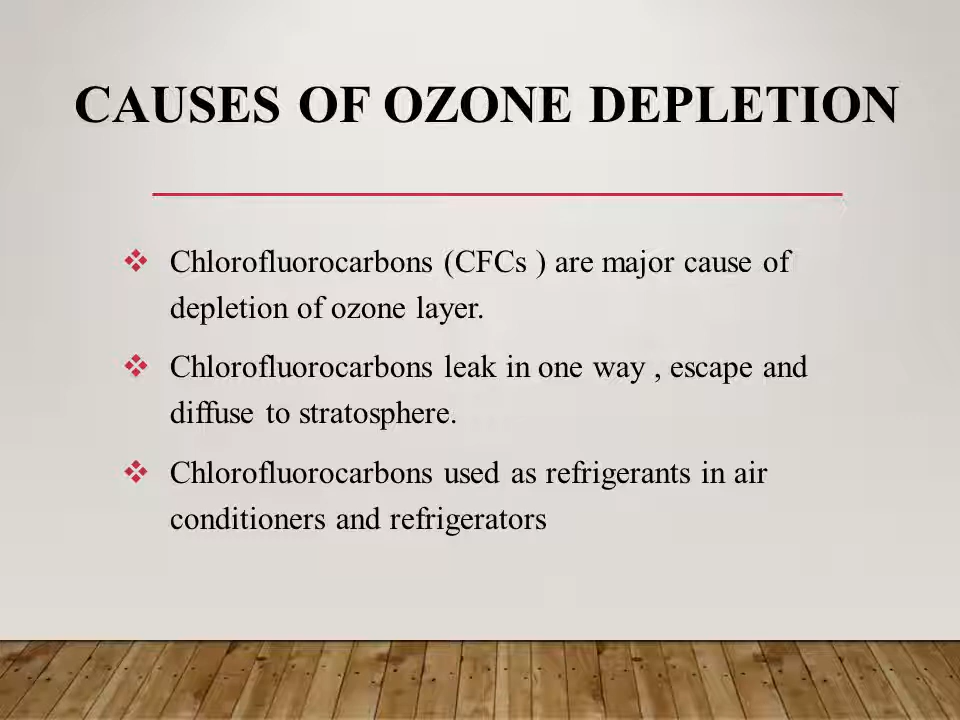 CAUSES OF OZONE DEPLETION
Chlorofluorocarbons (CFCs ) are major cause of
depletion of ozone layer.
Chlorofluorocarbons leak in one way , escape and
diffuse to stratosphere.
Chlorofluorocarbons used as refrigerants in air
conditioners and refrigerators